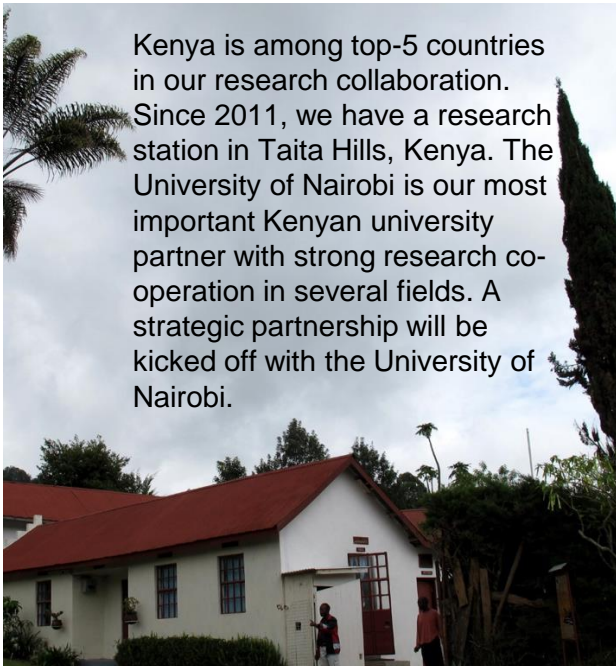 Kenya is among top-5 countries
in our research collaboration.
Since 2011, we have a research
station in Taita Hills, Kenya. The
University of Nairobi is our most
important Kenyan university
partner with strong research co-
operation in several fields. A
strategic partnership will be
kicked off with the University of
Nairobi.